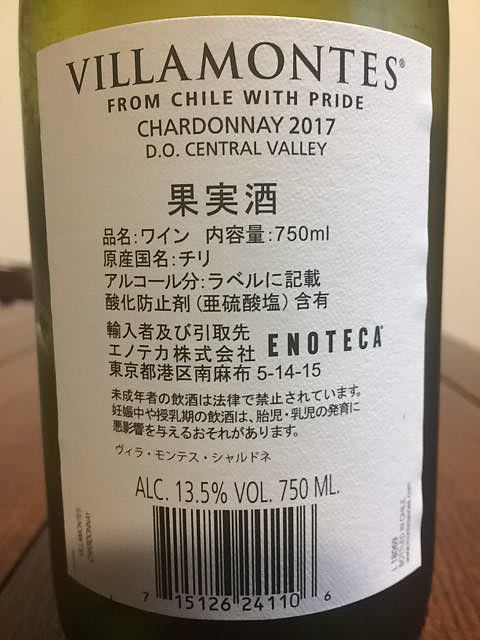 VILLAMONTES®
FROM CHILE WITH PRIDE
CHARDONNAY 2017
D.O. CENTRAL VALLEY
果実酒
品名:ワイン 内容量:750ml
原産国名:チリ
アルコール分:ラベルに記載
酸化防止剤(亜硫酸塩)含有
輸入者及び引取先
エノテカ株式会社 ENOTECA
東京都港区南麻布 5-14-15
未成年者の飲酒は法律で禁止されています。
妊娠中や授乳期の飲酒は、胎児・乳児の発育に
悪影響を与えるおそれがあります。
ヴィラ・モンテス・シャルドネ
ALC. 13.5% VOL. 750 ML.
VILLAMONTES
CHARDONNAY
BOTTLED IN CHILE
7 15126 24110 6